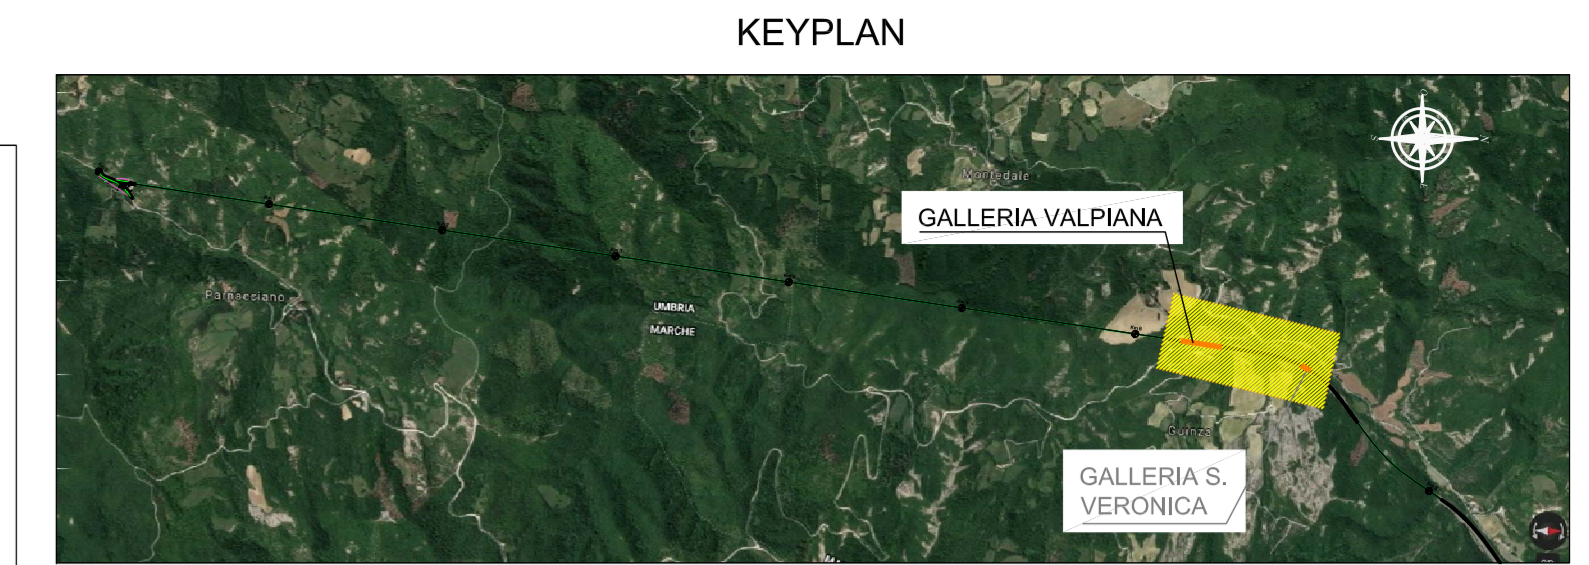 KEYPLAN
Montedale
GALLERIA VALPIANA
Parnacciano
UMBRIA
MARCHE
Guinza
GALLERIA S.
VERONICA